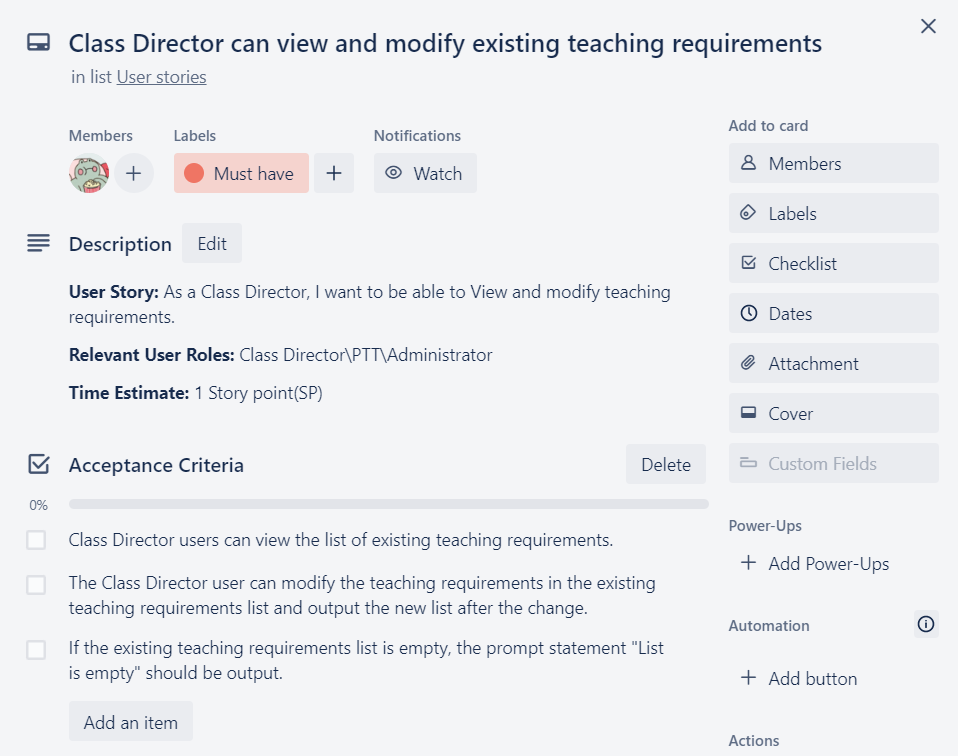 Class Director can view and modify existing teaching requirements
in list User stories
Members
Labels
Notifications
Must have
Watch
Description
Edit
User Story: As a Class Director, I want to be able to View and modify teaching
requirements.
Relevant User Roles: Class Director\PTT\Administrator
Time Estimate: 1 Story point(SP)
Acceptance Criteria
Delete
0%
Class Director users can view the list of existing teaching requirements.
The Class Director user can modify the teaching requirements in the existing
teaching requirements list and output the new list after the change.
If the existing teaching requirements list is empty, the prompt statement "List
is empty" should be output.
Add an item
Add to card
Members
Labels
Checklist
Dates
Attachment
Cover
Custom Fields
Power-Ups
Add Power-Ups
Automation
Add button
Actions